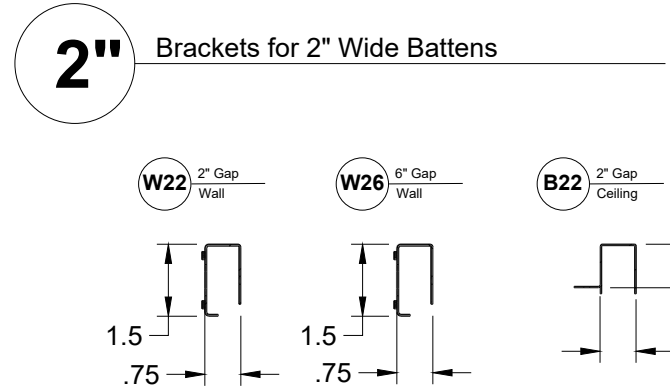 2" Brackets for 2" Wide Battens
W22 2" Gap
Wall
W26 6" Gap
Wall
B22 2" Gap
Ceiling
1.5
.75
1.5
.75